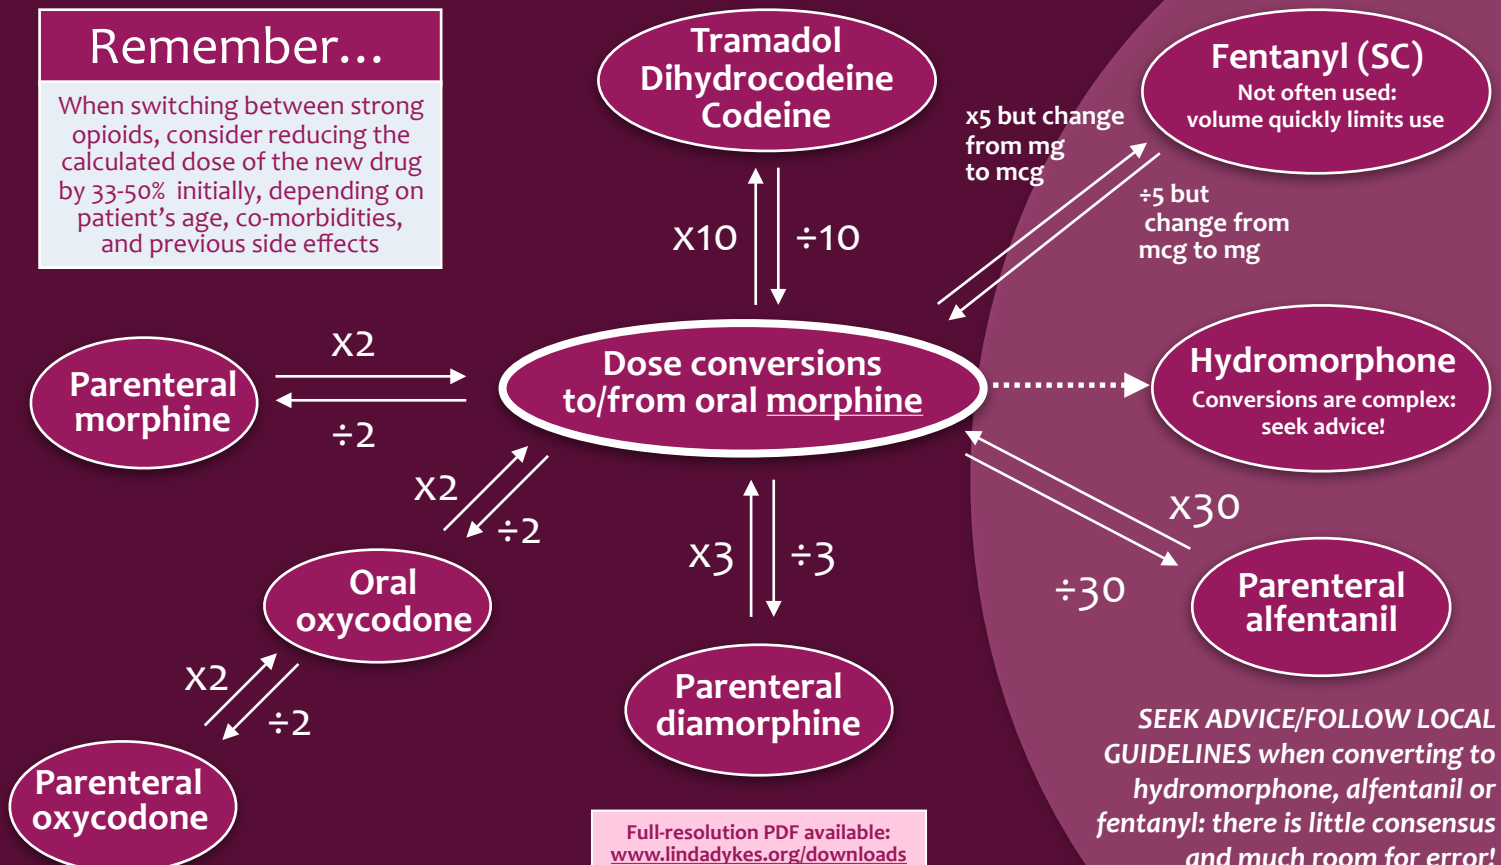 Remember...
When switching between strong
opioids, consider reducing the
calculated dose of the new drug
by 33-50% initially, depending on
patient's age, co-morbidities,
and previous side effects
Tramadol
Dihydrocodeine
Codeine
x5 but change
from mg
to mcg
Fentanyl (SC)
Not often used:
volume quickly limits use
÷5 but
change from
mcg to mg
x10
÷10
Parenteral
morphine
x2
÷2
Dose conversions
to/from oral morphine
Hydromorphone
Conversions are complex:
seek advice!
x2
÷2
x3
÷3
x30
÷30
Oral
oxycodone
Parenteral
alfentanil
x2
÷2
Parenteral
diamorphine
Parenteral
oxycodone
SEEK ADVICE/FOLLOW LOCAL
GUIDELINES when converting to
hydromorphone, alfentanil or
fentanyl: there is little consensus
and much room for error!
Full-resolution PDF available:
www.lindadykes.org/downloads